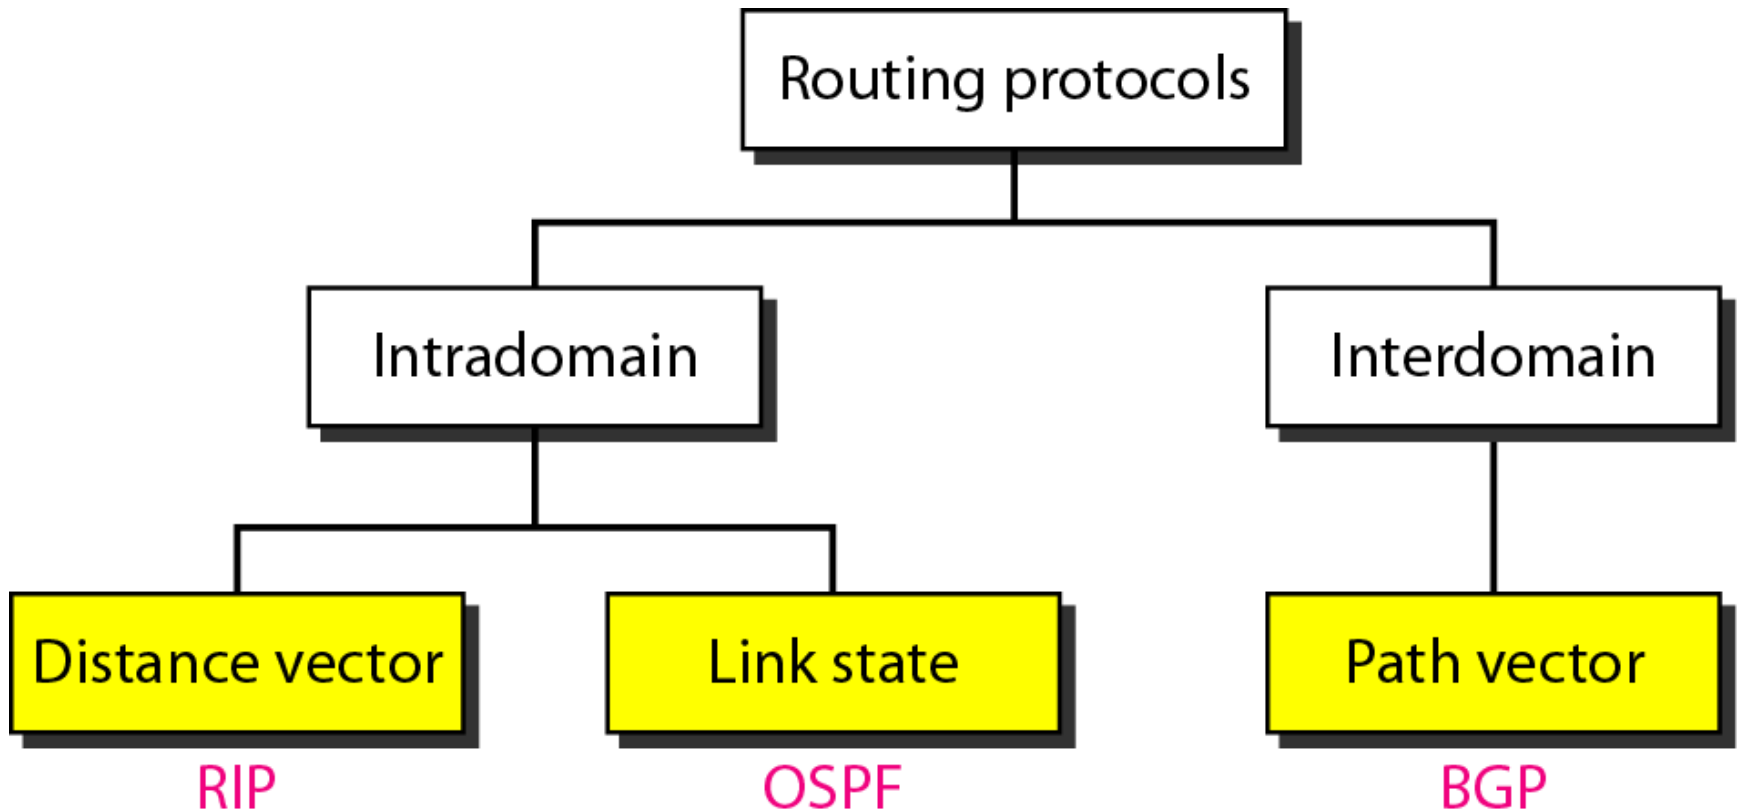 Routing protocols
Intradomain
Interdomain
Distance vector
Link state
Path vector
RIP
OSPF
BGP